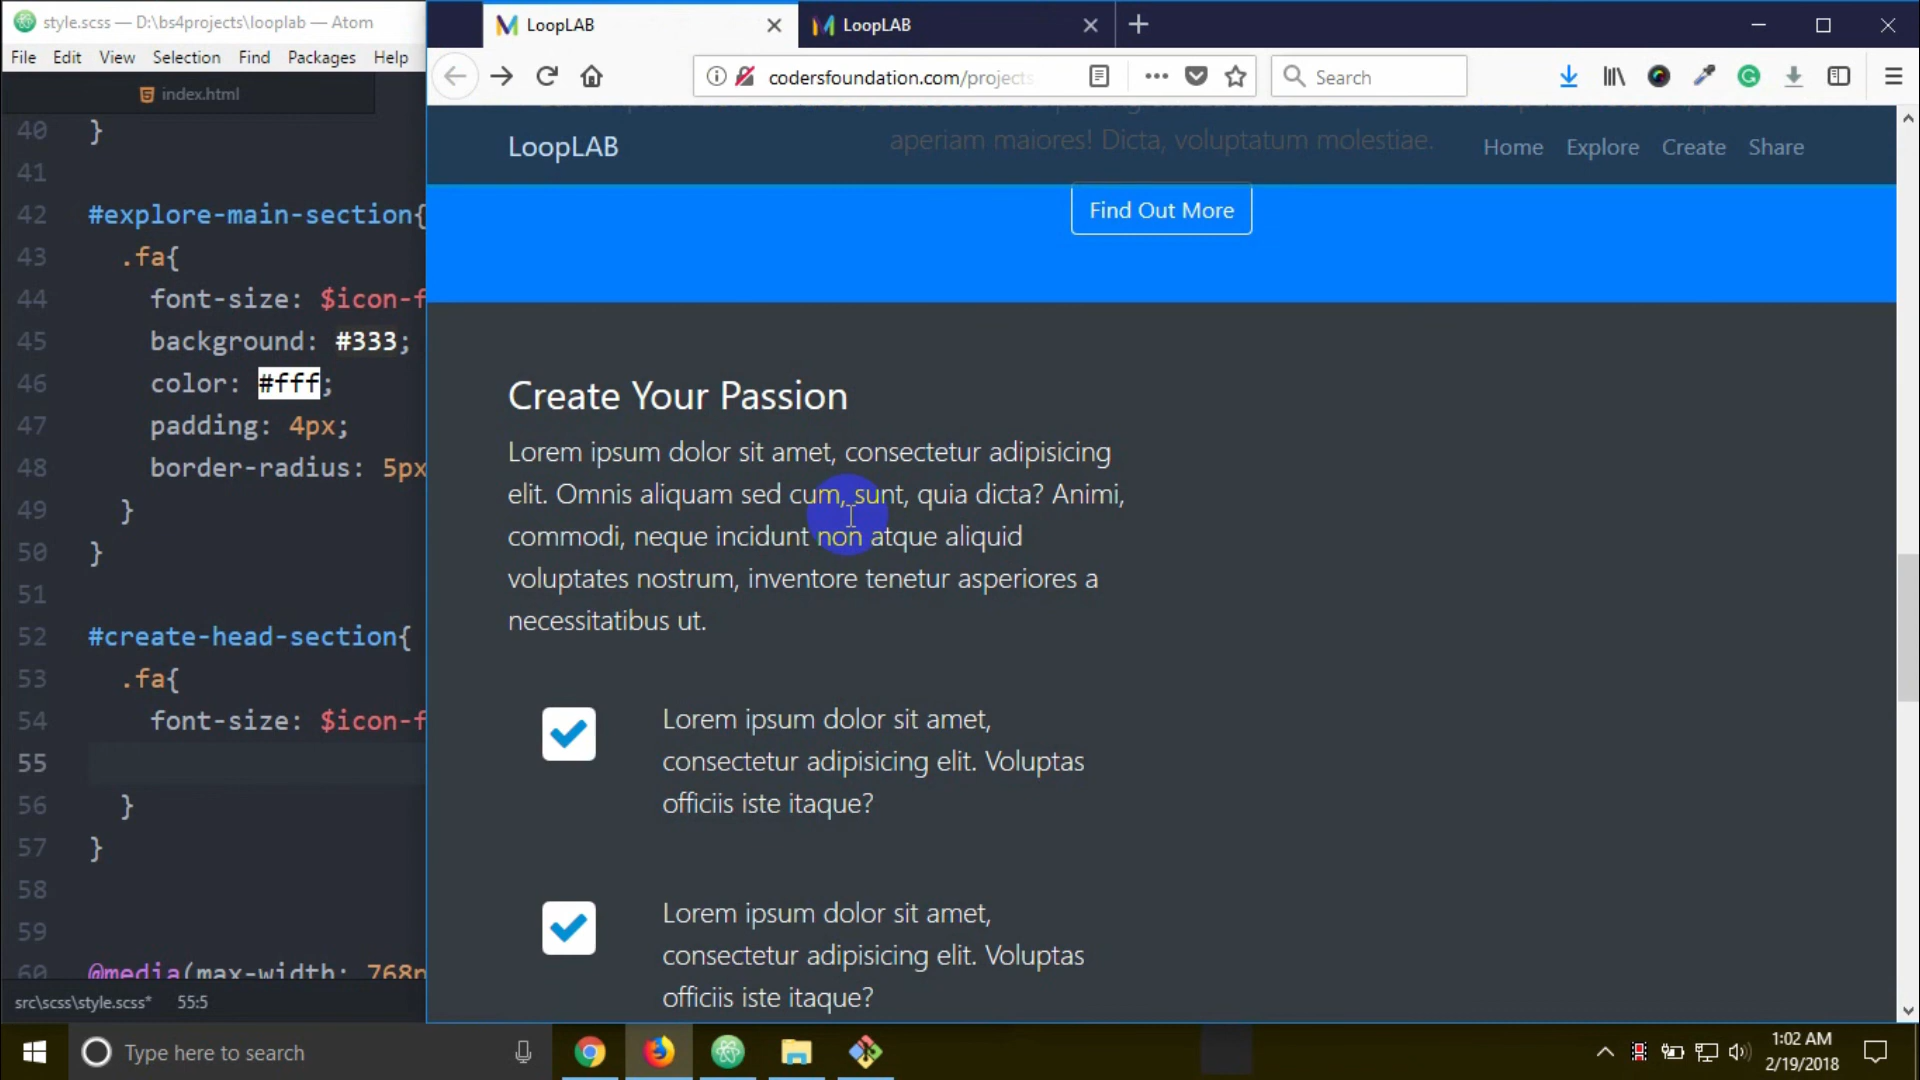 style.scss — D:\bs4projects\looplab — Atom
File Edit View Selection Find Packages Help
index.html
40 }
41
42 #explore-main-section{
43 .fa{
44 font-size: $icon-f
45 background: #333;
46 color: #fff;
47 padding: 4px;
48 border-radius: 5px
49 }
50 }
51
52 #create-head-section{
53 .fa{
54 font-size: $icon-f
55
56 }
57 }
58
59
60 @media(max-width: 768p
src\scss\style.scss* 55:5
LoopLAB
LoopLAB
codersfoundation.com/projects
Search
aperiam maiores! Dicta, voluptatum molestiae.
LoopLAB
Home Explore Create Share
Find Out More
Create Your Passion
Lorem ipsum dolor sit amet, consectetur adipisicing
elit. Omnis aliquam sed cum, sunt, quia dicta? Animi,
commodi, neque incidunt non atque aliquid
voluptates nostrum, inventore tenetur asperiores a
necessitatibus ut.
Lorem ipsum dolor sit amet,
consectetur adipisicing elit. Voluptas
officiis iste itaque?
Lorem ipsum dolor sit amet,
consectetur adipisicing elit. Voluptas
officiis iste itaque?
Type here to search
1:02 AM
2/19/2018